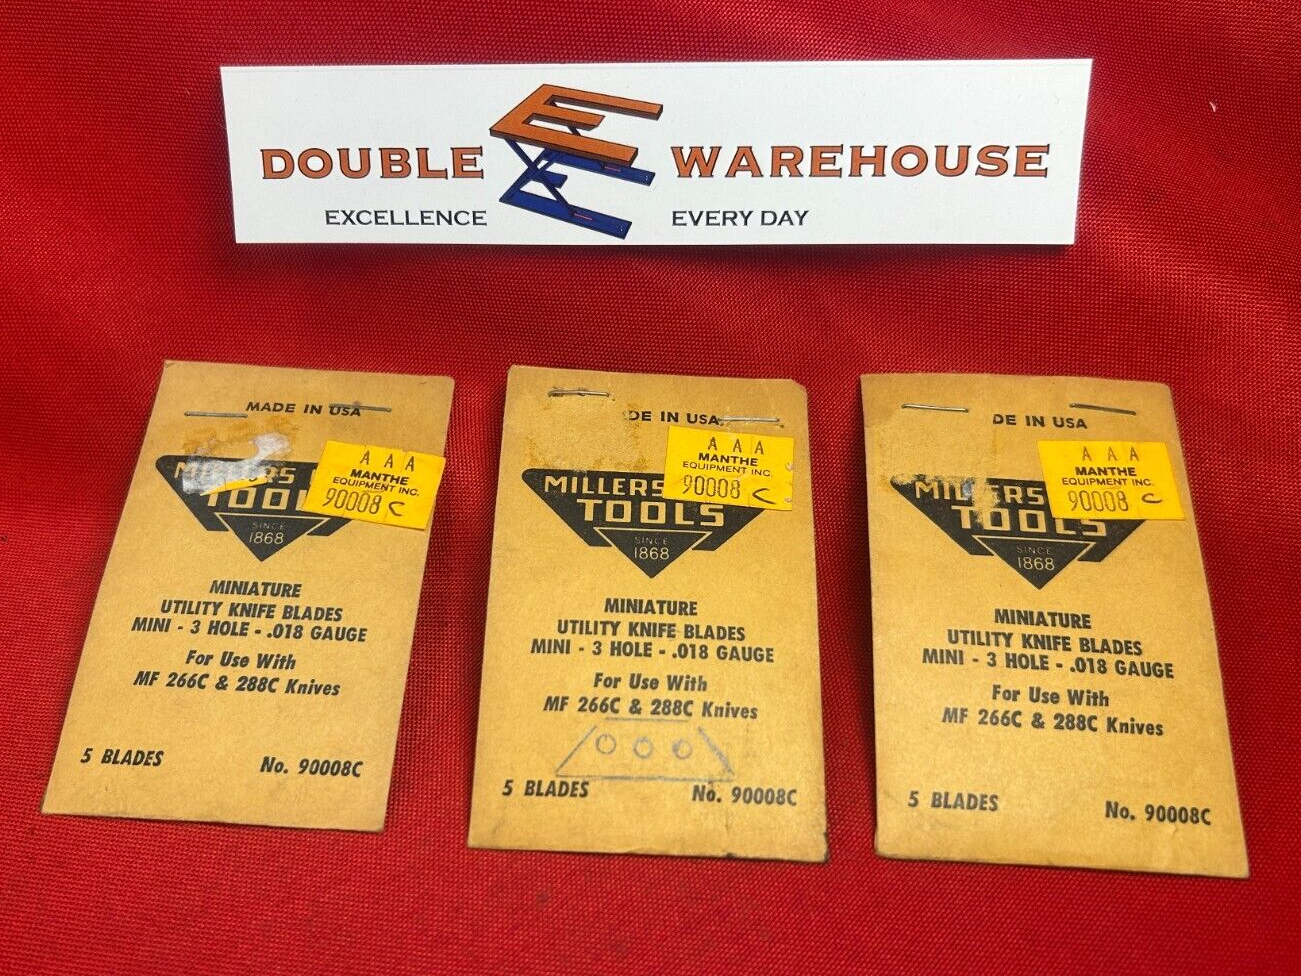 DOUBLE WAREHOUSE
EXCELLENCE EVERY DAY
MADE IN USA
A A A
MANTHE
EQUIPMENT INC.
90008 C
TOOLS
SINCE
1868
MINIATURE
UTILITY KNIFE BLADES
MINI - 3 HOLE - .018 GAUGE
For Use With
MF 266C & 288C Knives
5 BLADES No. 90008C
DE IN USA
A A A
MANTHE
EQUIPMENT INC.
90008 C
MILLERS
TOOLS
SINCE
1868
MINIATURE
UTILITY KNIFE BLADES
MINI - 3 HOLE - .018 GAUGE
For Use With
MF 266C & 288C Knives
5 BLADES No. 90008C
DE IN USA
A A A
MANTHE
EQUIPMENT INC.
90008 C
MILLERS
TOOLS
SINCE
1868
MINIATURE
UTILITY KNIFE BLADES
MINI - 3 HOLE - .018 GAUGE
For Use With
MF 266C & 288C Knives
5 BLADES No. 90008C